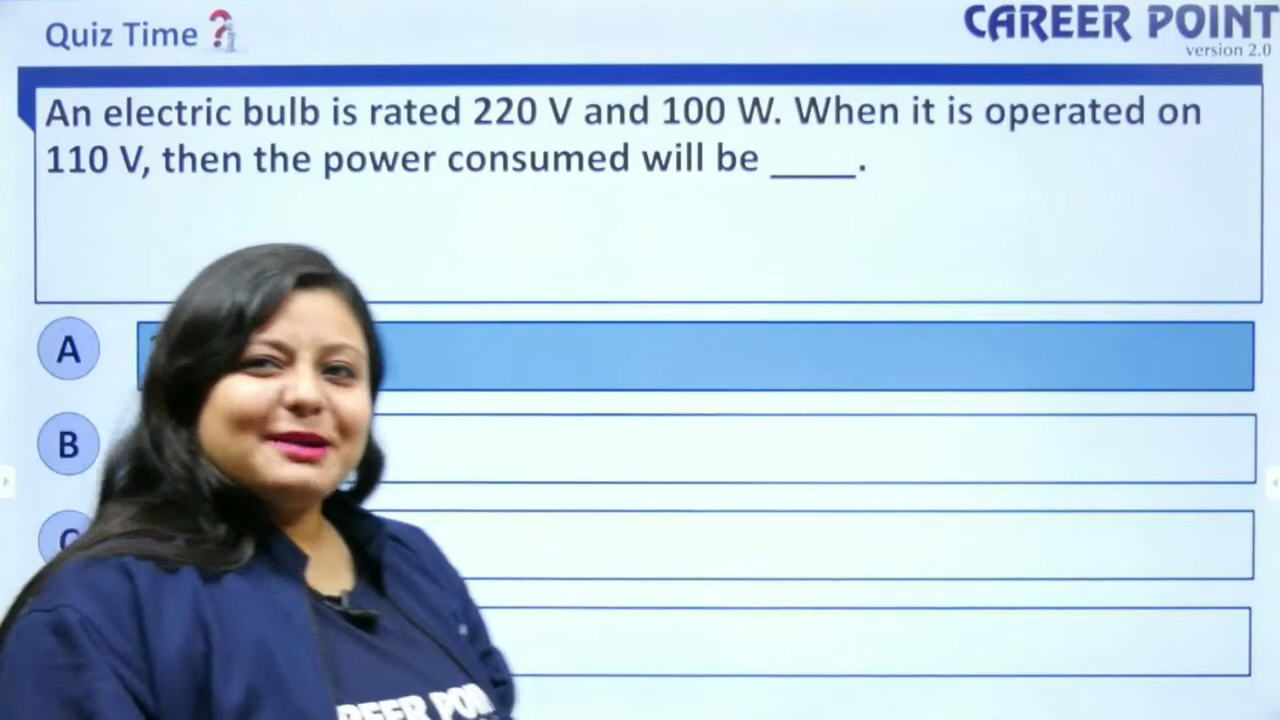 Quiz Time
CAREER POINT
version 2.0
An electric bulb is rated 220 V and 100 W. When it is operated on
110 V, then the power consumed will be ____.
A
B
C